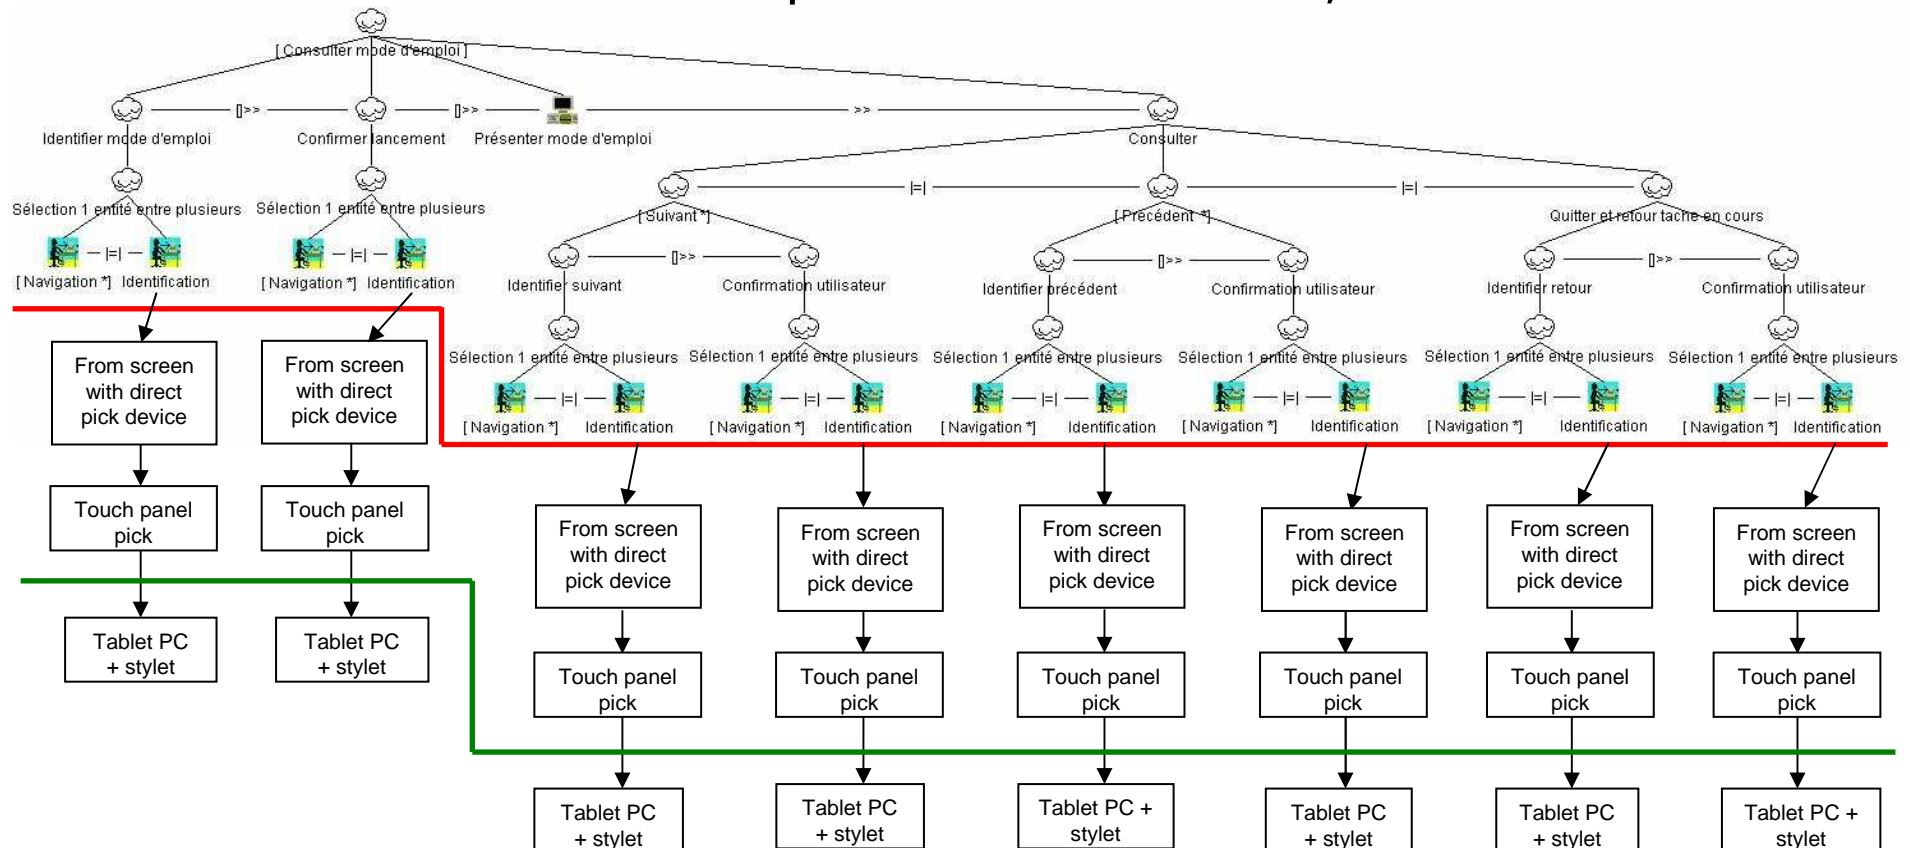 [ Consulter mode d'emploi ]
[]>> []>> >>
Identifier mode d'emploi Confirmer lancement Présenter mode d'emploi Consulter
|=| |=|
Sélection 1 entité entre plusieurs Sélection 1 entité entre plusieurs [ Suivant *] [ Précédent *] Quitter et retour tache en cours
|=| |=| []>> []>> []>>
[ Navigation *] Identification [ Navigation *] Identification Identifier suivant Confirmation utilisateur Identifier précédent Confirmation utilisateur Identifier retour Confirmation utilisateur
Sélection 1 entité entre plusieurs Sélection 1 entité entre plusieurs Sélection 1 entité entre plusieurs Sélection 1 entité entre plusieurs Sélection 1 entité entre plusieurs Sélection 1 entité entre plusieurs
|=| |=| |=| |=| |=| |=|
[ Navigation *] Identification [ Navigation *] Identification [ Navigation *] Identification [ Navigation *] Identification [ Navigation *] Identification [ Navigation *] Identification
From screen
with direct
pick device
From screen
with direct
pick device
Touch panel
pick
Touch panel
pick
Tablet PC
+ stylet
Tablet PC
+ stylet
From screen
with direct
pick device
From screen
with direct
pick device
From screen
with direct
pick device
From screen
with direct
pick device
From screen
with direct
pick device
From screen
with direct
pick device
Touch panel
pick
Touch panel
pick
Touch panel
pick
Touch panel
pick
Touch panel
pick
Touch panel
pick
Tablet PC
+ stylet
Tablet PC
+ stylet
Tablet PC +
stylet
Tablet PC
+ stylet
Tablet PC
+ stylet
Tablet PC +
stylet